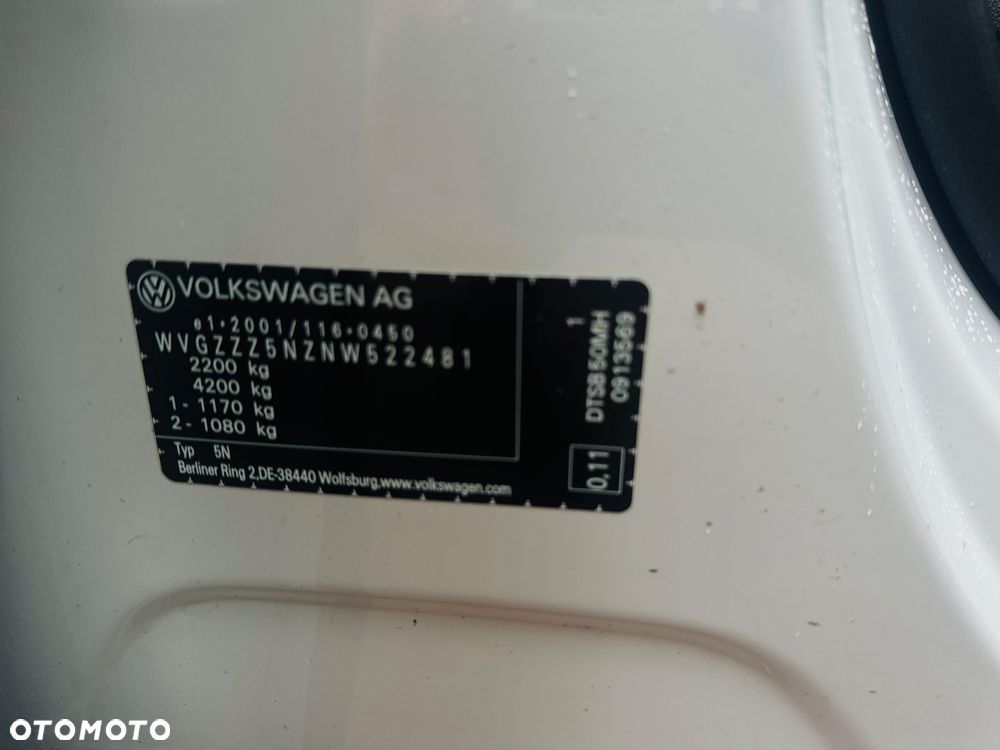 VOLKSWAGEN AG
e1*2001/116*0450
WVGZZZ5NZNW522481
2200 kg
4200 kg
1 - 1170 kg
2 - 1080 kg
Typ 5N
Berliner Ring 2,DE-38440 Wolfsburg,www.volkswagen.com
1
DTSB50MH
0913569
0,11
OTOMOTO